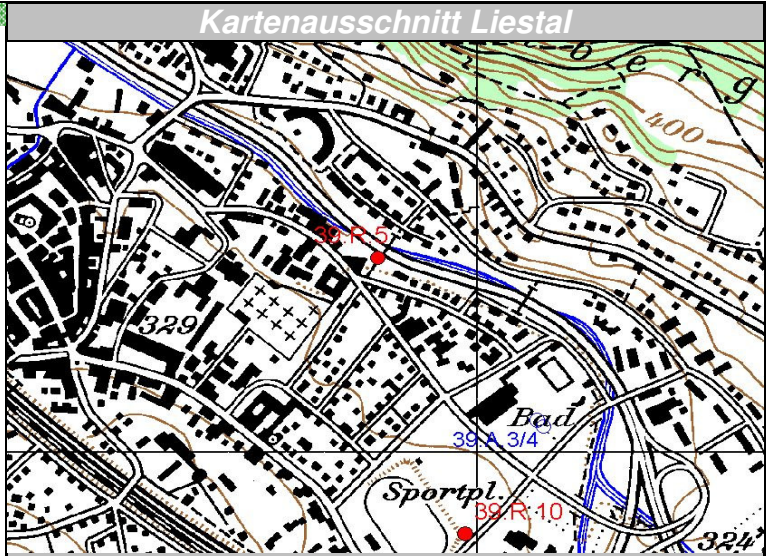 Kartenausschnitt Liestal
b e r g
400
39.R.5
329
Bad
39.A 3/4
Sportpl.
39.R.10
324